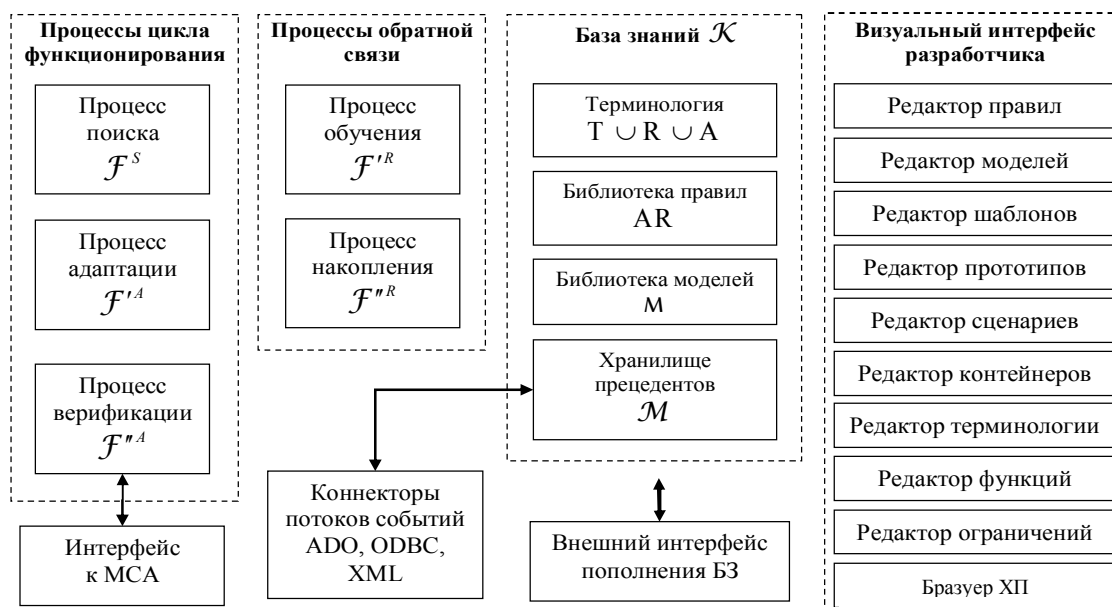 Процессы цикла
функционирования
Процесс
поиска
ℱ^S
Процесс
адаптации
ℱ'^A
Процесс
верификации
ℱ"^A
Интерфейс
к МСА
Процессы обратной
связи
Процесс
обучения
ℱ'^R
Процесс
накопления
ℱ"^R
Коннекторы
потоков событий
ADO, ODBC,
XML
База знаний 𝒦
Терминология
T ∪ R ∪ A
Библиотека правил
AR
Библиотека моделей
M
Хранилище
прецедентов
ℳ
Внешний интерфейс
пополнения БЗ
Визуальный интерфейс
разработчика
Редактор правил
Редактор моделей
Редактор шаблонов
Редактор прототипов
Редактор сценариев
Редактор контейнеров
Редактор терминологии
Редактор функций
Редактор ограничений
Бразуер ХП